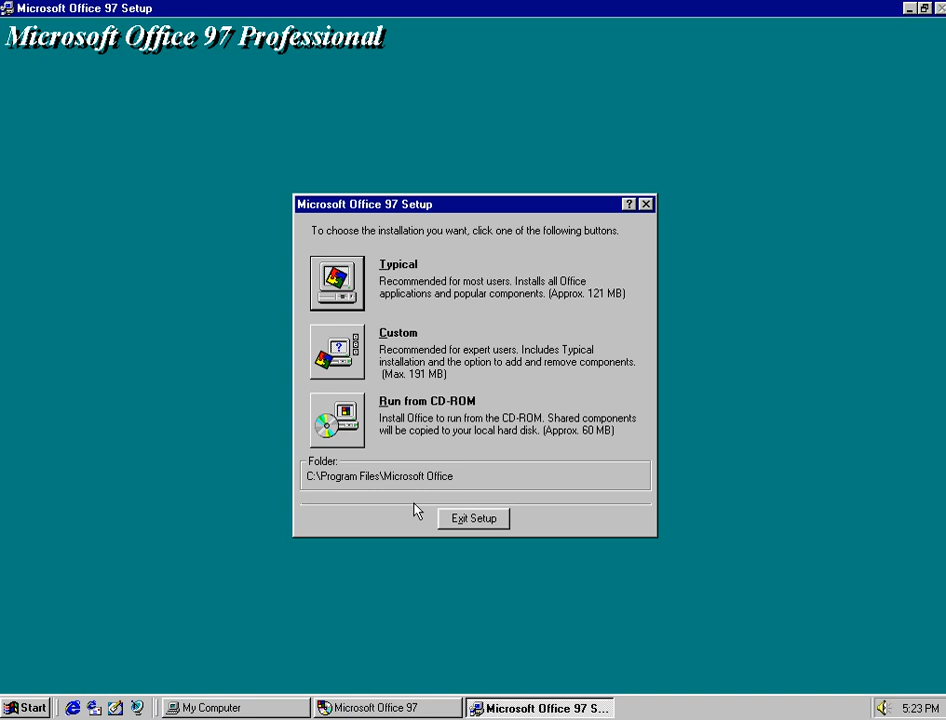 Microsoft Office 97 Setup
Microsoft Office 97 Professional
Microsoft Office 97 Setup
To choose the installation you want, click one of the following buttons.
Typical
Recommended for most users. Installs all Office
applications and popular components. (Approx. 121 MB)
Custom
Recommended for expert users. Includes Typical
installation and the option to add and remove components.
(Max. 191 MB)
Run from CD-ROM
Install Office to run from the CD-ROM. Shared components
will be copied to your local hard disk. (Approx. 60 MB)
Folder:
C:\Program Files\Microsoft Office
Exit Setup
Start
My Computer
Microsoft Office 97
Microsoft Office 97 S...
5:23 PM